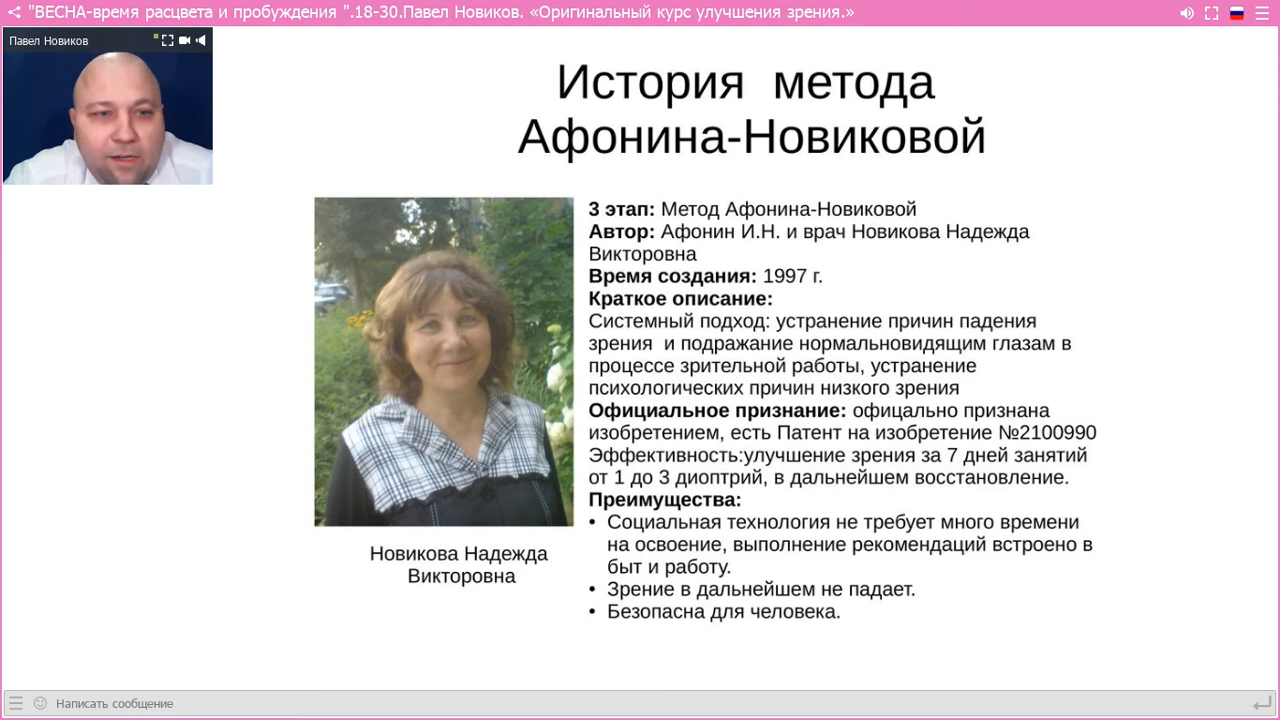 "ВЕСНА-время расцвета и пробуждения ".18-30.Павел Новиков. «Оригинальный курс улучшения зрения.»
Павел Новиков
История метода
Афонина-Новиковой
3 этап: Метод Афонина-Новиковой
Автор: Афонин И.Н. и врач Новикова Надежда
Викторовна
Время создания: 1997 г.
Краткое описание:
Системный подход: устранение причин падения
зрения и подражание нормальновидящим глазам в
процессе зрительной работы, устранение
психологических причин низкого зрения
Официальное признание: офицально признана
изобретением, есть Патент на изобретение №2100990
Эффективность:улучшение зрения за 7 дней занятий
от 1 до 3 диоптрий, в дальнейшем восстановление.
Преимущества:
• Социальная технология не требует много времени
на освоение, выполнение рекомендаций встроено в
быт и работу.
• Зрение в дальнейшем не падает.
• Безопасна для человека.
Новикова Надежда
Викторовна
Написать сообщение